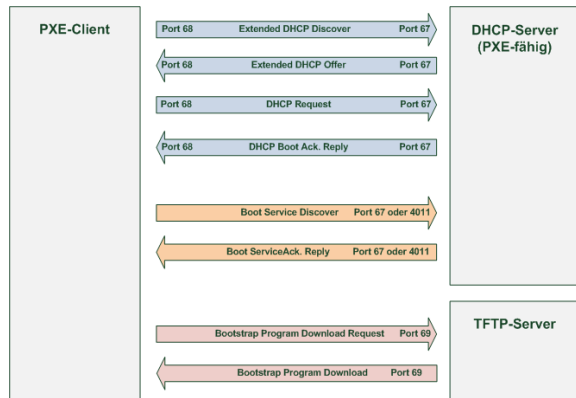 PXE-Client
DHCP-Server
(PXE-fähig)
Port 68 Extended DHCP Discover Port 67
Port 68 Extended DHCP Offer Port 67
Port 68 DHCP Request Port 67
Port 68 DHCP Boot Ack. Reply Port 67
Boot Service Discover Port 67 oder 4011
Boot ServiceAck. Reply Port 67 oder 4011
TFTP-Server
Bootstrap Program Download Request Port 69
Bootstrap Program Download Port 69